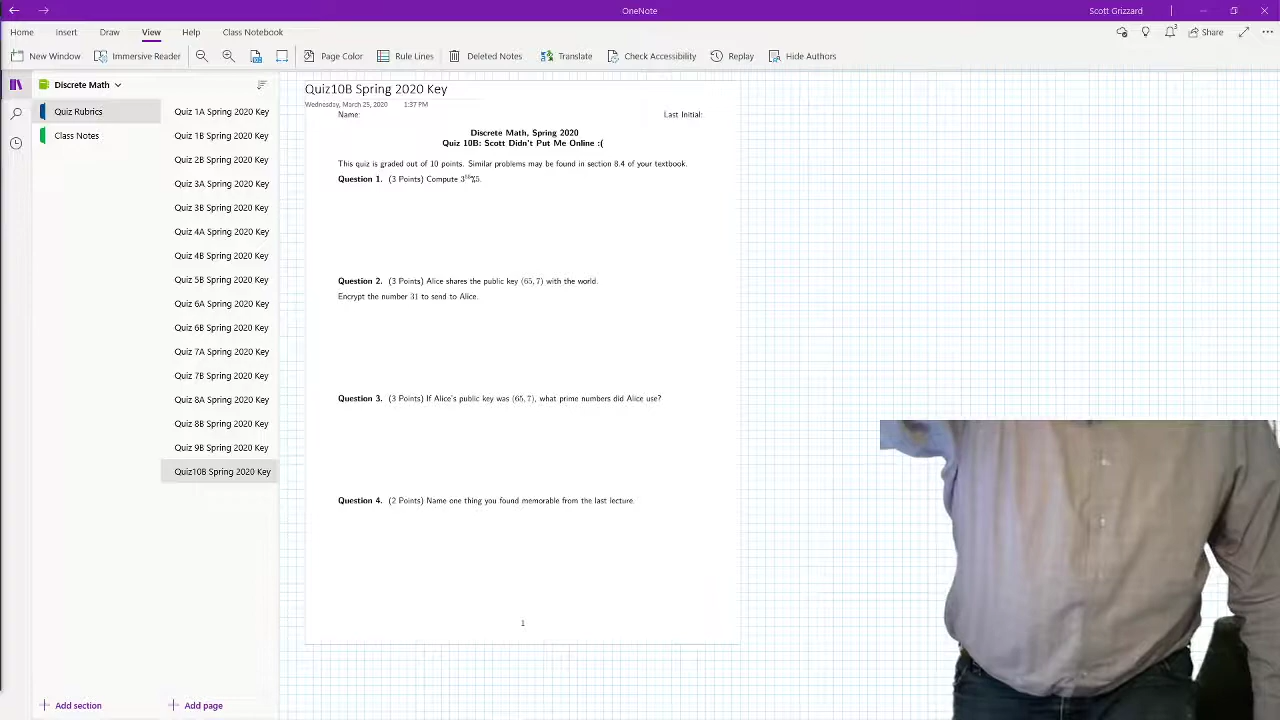 OneNote
Scott Grizzard
Home Insert Draw View Help Class Notebook
3
Share
New Window Immersive Reader Page Color Rule Lines Deleted Notes Translate Check Accessibility Replay Hide Authors
Discrete Math
Quiz Rubrics
Class Notes
Quiz 1A Spring 2020 Key
Quiz 1B Spring 2020 Key
Quiz 2B Spring 2020 Key
Quiz 3A Spring 2020 Key
Quiz 3B Spring 2020 Key
Quiz 4A Spring 2020 Key
Quiz 4B Spring 2020 Key
Quiz 5B Spring 2020 Key
Quiz 6A Spring 2020 Key
Quiz 6B Spring 2020 Key
Quiz 7A Spring 2020 Key
Quiz 7B Spring 2020 Key
Quiz 8A Spring 2020 Key
Quiz 8B Spring 2020 Key
Quiz 9B Spring 2020 Key
Quiz10B Spring 2020 Key
Add section
Add page
Quiz10B Spring 2020 Key
Wednesday, March 25, 2020 1:37 PM
Name: Last Initial:
Discrete Math, Spring 2020
Quiz 10B: Scott Didn't Put Me Online :(
This quiz is graded out of 10 points. Similar problems may be found in section 8.4 of your textbook.
Question 1. (3 Points) Compute
Question 2. (3 Points) Alice shares the public key (65, 7) with the world.
Encrypt the number 31 to send to Alice.
Question 3. (3 Points) If Alice's public key was (65, 7), what prime numbers did Alice use?
Question 4. (2 Points) Name one thing you found memorable from the last lecture.
1